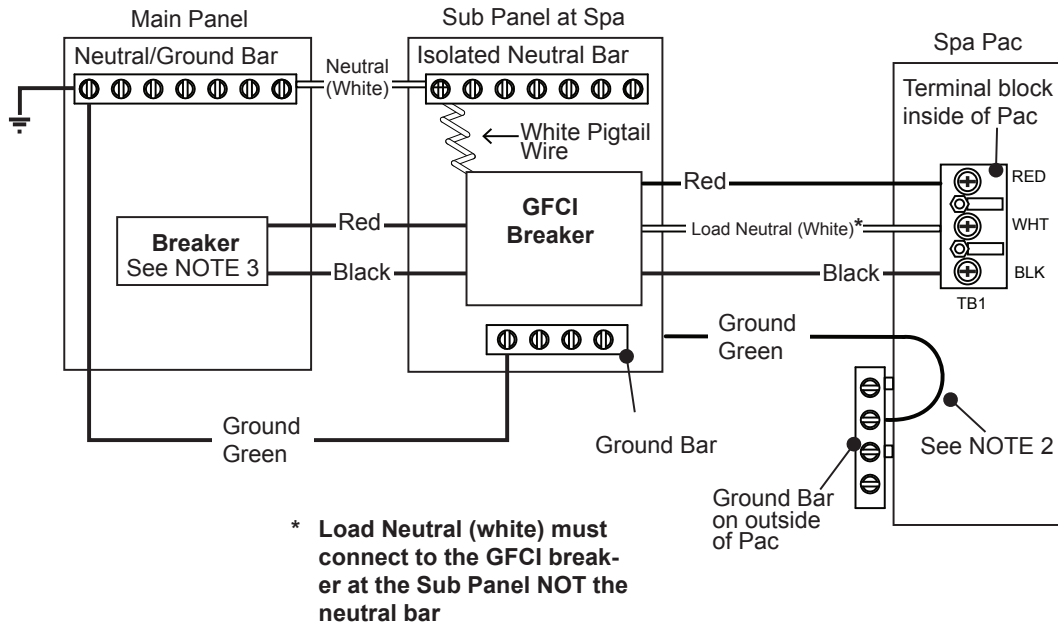 Main Panel
Sub Panel at Spa
Spa Pac
Neutral/Ground Bar
Neutral
(White)
Isolated Neutral Bar
White Pigtail
Wire
Terminal block
inside of Pac
RED
WHT
BLK
TB1
Breaker
See NOTE 3
Red
Black
GFCI
Breaker
Red
Load Neutral (White)*
Black
Ground
Green
Ground
Green
Ground Bar
See NOTE 2
Ground Bar
on outside
of Pac
* Load Neutral (white) must
connect to the GFCI break-
er at the Sub Panel NOT the
neutral bar